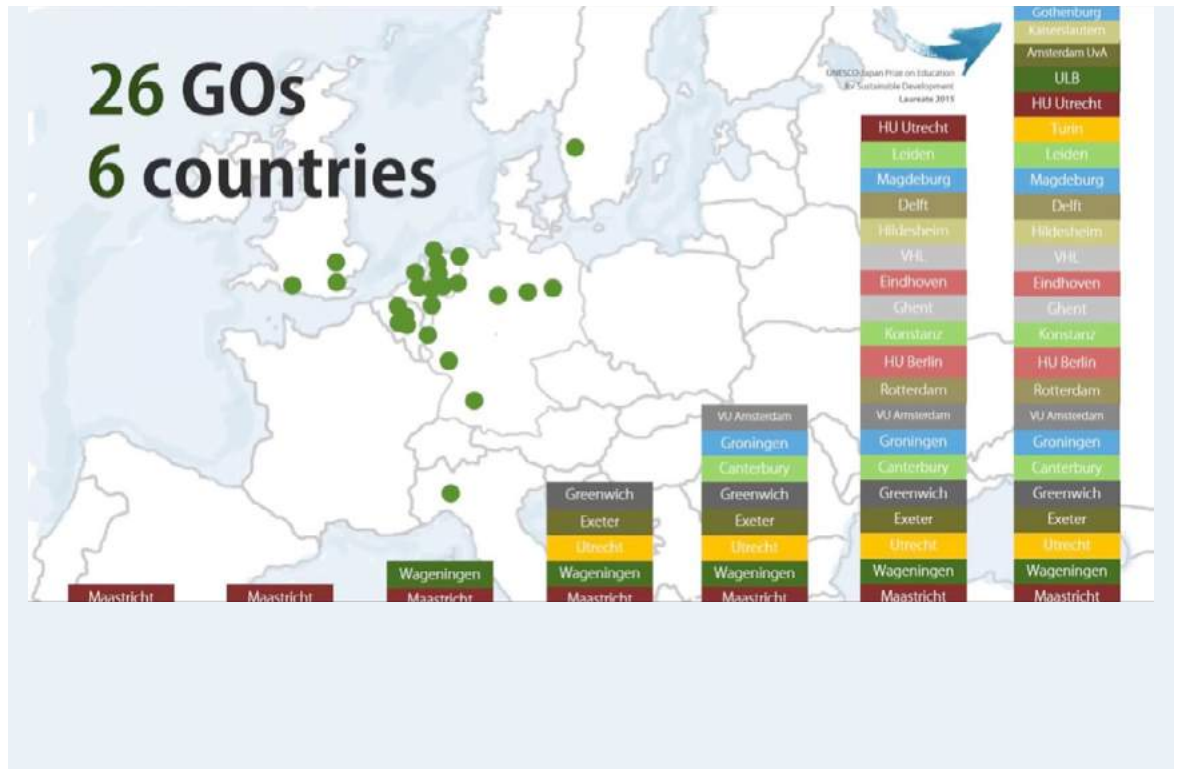 26 GOs
6 countries
UNESCO-Japan Prize on Education
for Sustainable Development
Laureate 2015
Maastricht
Maastricht
Wageningen
Maastricht
Greenwich
Exeter
Utrecht
Wageningen
Maastricht
VU Amsterdam
Groningen
Canterbury
Greenwich
Exeter
Utrecht
Wageningen
Maastricht
HU Utrecht
Leiden
Magdeburg
Delft
Hildesheim
VHL
Eindhoven
Ghent
Konstanz
HU Berlin
Rotterdam
VU Amsterdam
Groningen
Canterbury
Greenwich
Exeter
Utrecht
Wageningen
Maastricht
Gothenburg
Kaiserslautern
Amsterdam UvA
ULB
HU Utrecht
Turin
Leiden
Magdeburg
Delft
Hildesheim
VHL
Eindhoven
Ghent
Konstanz
HU Berlin
Rotterdam
VU Amsterdam
Groningen
Canterbury
Greenwich
Exeter
Utrecht
Wageningen
Maastricht